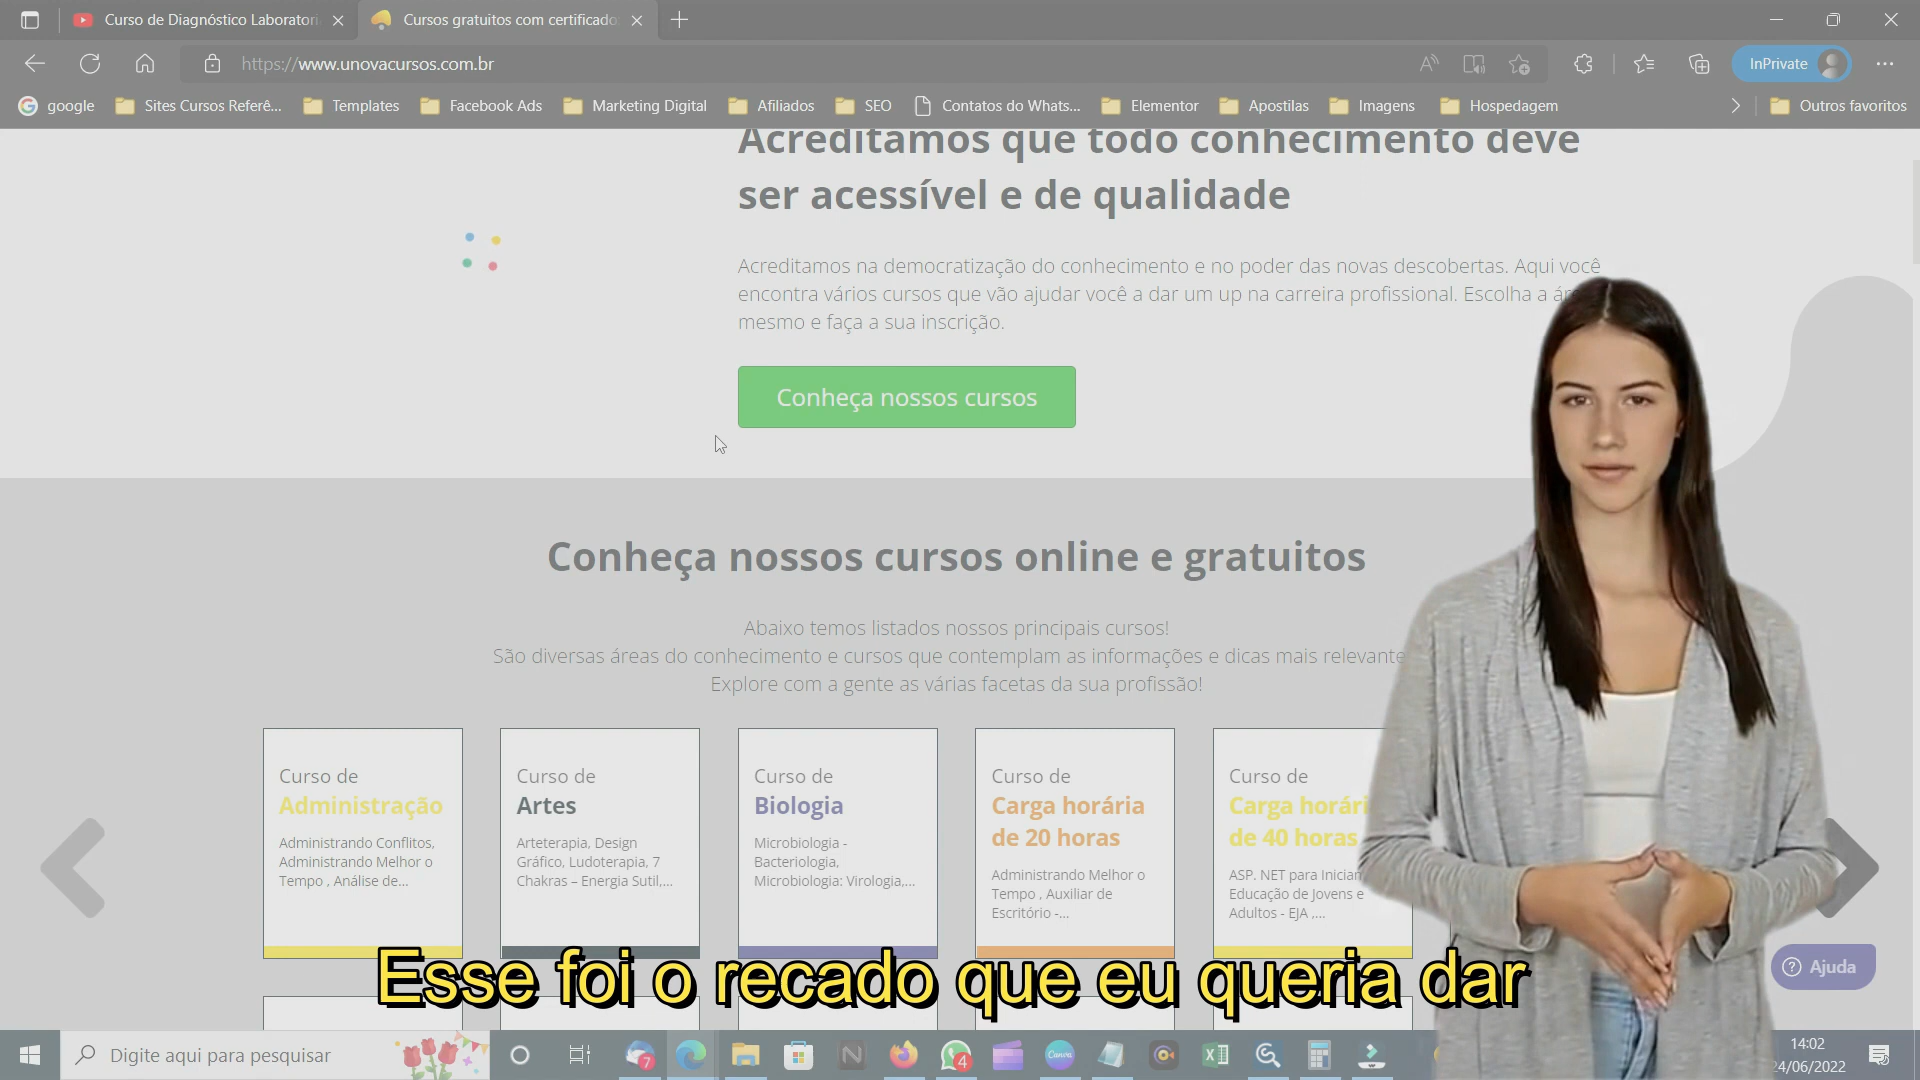 Curso de Diagnóstico Laboratori
Cursos gratuitos com certificado
https://www.unovacursos.com.br
InPrivate
google
Sites Cursos Referê...
Templates
Facebook Ads
Marketing Digital
Afiliados
SEO
Contatos do Whats...
Elementor
Apostilas
Imagens
Hospedagem
Outros favoritos
Acreditamos que todo conhecimento deve
ser acessível e de qualidade
Acreditamos na democratização do conhecimento e no poder das novas descobertas. Aqui você
encontra vários cursos que vão ajudar você a dar um up na carreira profissional. Escolha a
mesmo e faça a sua inscrição.
Conheça nossos cursos
Conheça nossos cursos online e gratuitos
Abaixo temos listados nossos principais cursos!
São diversas áreas do conhecimento e cursos que contemplam as informações e dicas mais relevante
Explore com a gente as várias facetas da sua profissão!
Curso de
Administração
Administrando Conflitos,
Administrando Melhor o
Tempo , Análise de...
Curso de
Artes
Arteterapia, Design
Gráfico, Ludoterapia, 7
Chakras – Energia Sutil,...
Curso de
Biologia
Microbiologia -
Bacteriologia,
Microbiologia: Virologia,...
Curso de
Carga horária
de 20 horas
Administrando Melhor o
Tempo , Auxiliar de
Escritório -...
Curso de
Carga horári
de 40 horas
ASP. NET para Inician
Educação de Jovens e
Adultos - EJA ,...
Ajuda
Esse foi o recado que eu queria dar
Digite aqui para pesquisar
7
4
Canva
14:02
24/06/2022